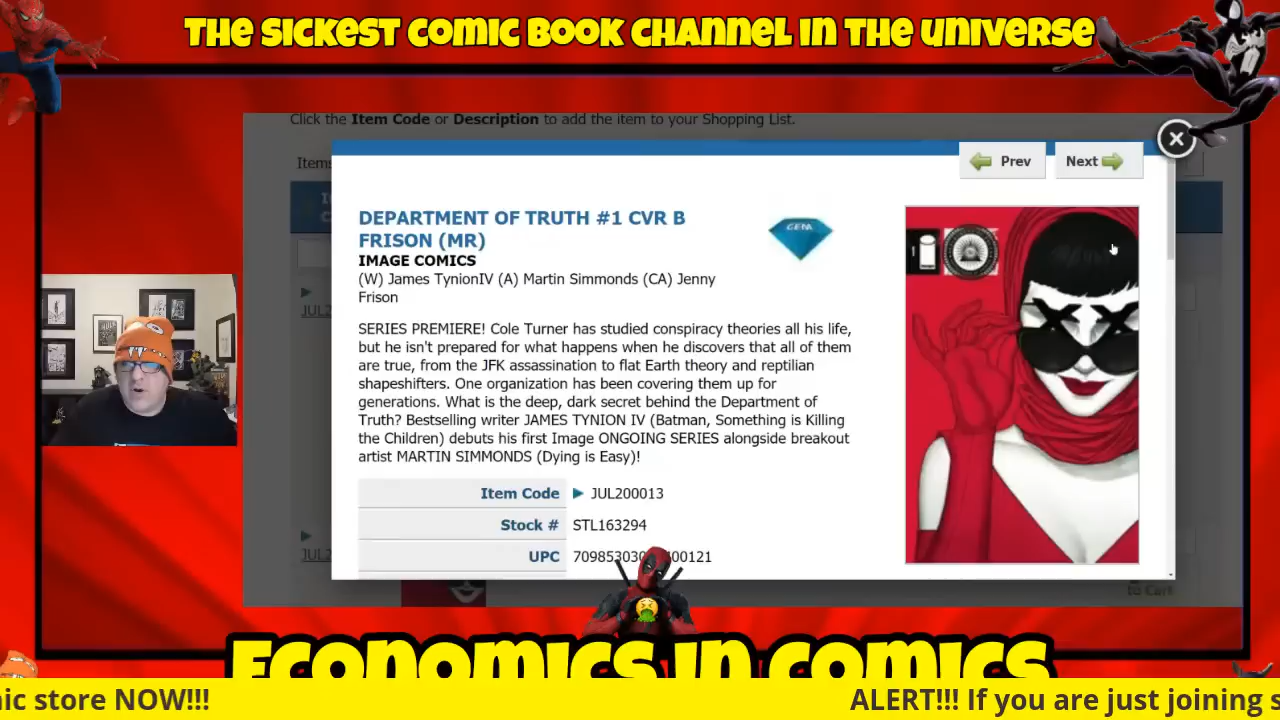 THE SICKEST COMIC BOOK CHANNEL IN THE UNIVERSE
Click the Item Code or Description to add the item to your Shopping List.
Items
Prev
Next
DEPARTMENT OF TRUTH #1 CVR B
FRISON (MR)
IMAGE COMICS
(W) James TynionIV (A) Martin Simmonds (CA) Jenny
Frison
GEM
SERIES PREMIERE! Cole Turner has studied conspiracy theories all his life,
but he isn't prepared for what happens when he discovers that all of them
are true, from the JFK assassination to flat Earth theory and reptilian
shapeshifters. One organization has been covering them up for
generations. What is the deep, dark secret behind the Department of
Truth? Bestselling writer JAMES TYNION IV (Batman, Something is Killing
the Children) debuts his first Image ONGOING SERIES alongside breakout
artist MARTIN SIMMONDS (Dying is Easy)!
Item Code JUL200013
Stock # STL163294
UPC
to Cart
ECONOMICS IN COMICS
ic store NOW!!! ALERT!!! If you are just joining s